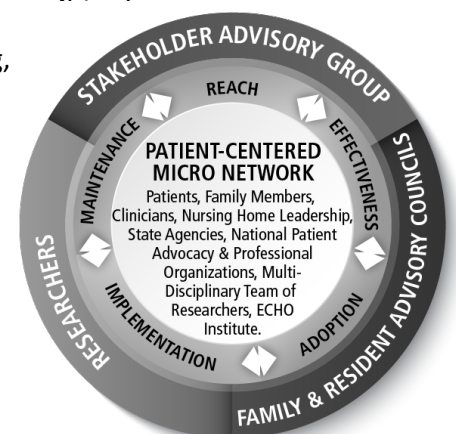 STAKEHOLDER ADVISORY GROUP
REACH
EFFECTIVENESS
ADOPTION
IMPLEMENTATION
MAINTENANCE
PATIENT-CENTERED
MICRO NETWORK
Patients, Family Members,
Clinicians, Nursing Home Leadership,
State Agencies, National Patient
Advocacy & Professional
Organizations, Multi-
Disciplinary Team of
Researchers, ECHO
Institute.
FAMILY & RESIDENT ADVISORY COUNCILS
RESEARCHERS